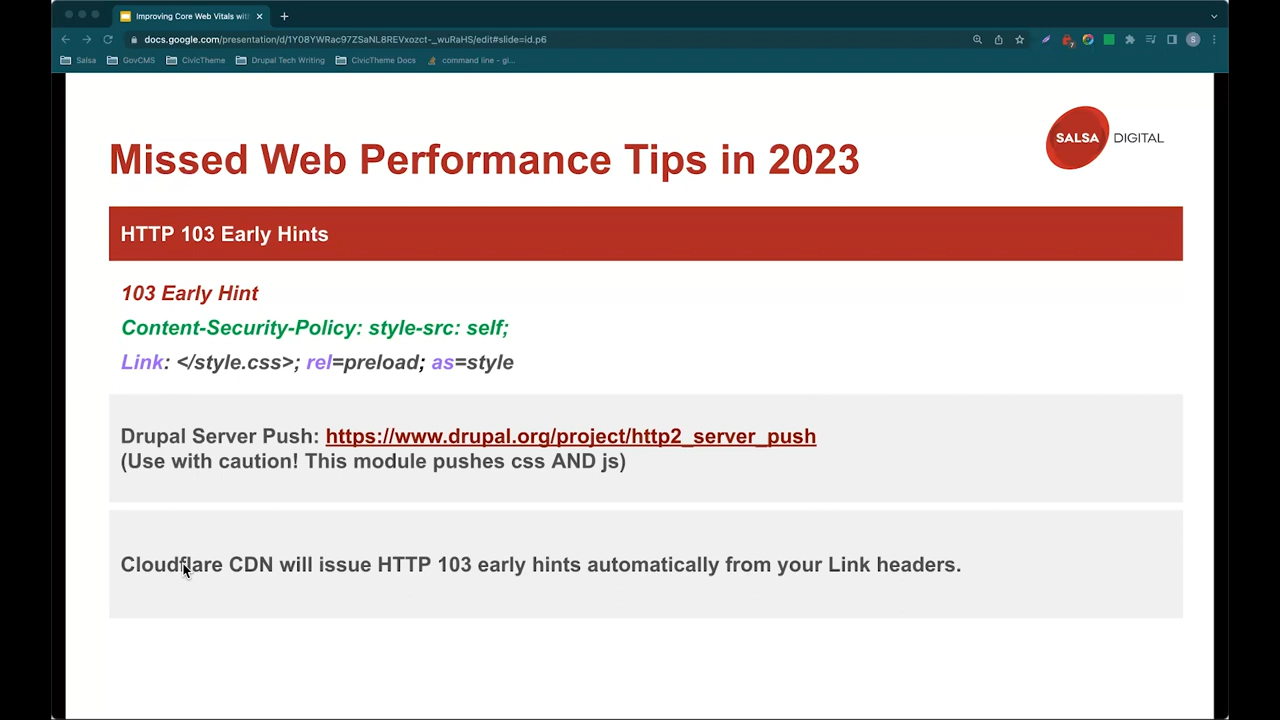 Improving Core Web Vitals wit
docs.google.com/presentation/d/1Y08YWRac97ZSaNL8REVxozct-_wuRaHS/edit#slide=id.p6
Salsa GovCMS CivicTheme Drupal Tech Writing CivicTheme Docs command line - gi...
SALSA DIGITAL
Missed Web Performance Tips in 2023
HTTP 103 Early Hints
103 Early Hint
Content-Security-Policy: style-src: self;
Link: </style.css>; rel=preload; as=style
Drupal Server Push: https://www.drupal.org/project/http2_server_push
(Use with caution! This module pushes css AND js)
Cloudflare CDN will issue HTTP 103 early hints automatically from your Link headers.